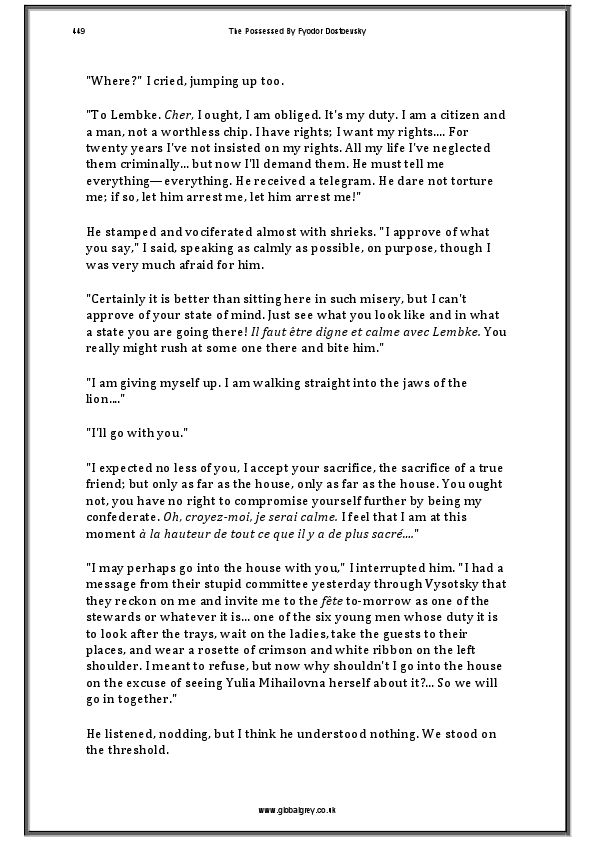 449
The Possessed By Fyodor Dostoevsky
"Where?" I cried, jumping up too.
"To Lembke. Cher, I ought, I am obliged. It's my duty. I am a citizen and
a man, not a worthless chip. I have rights; I want my rights.... For
twenty years I've not insisted on my rights. All my life I've neglected
them criminally... but now I'll demand them. He must tell me
everything—everything. He received a telegram. He dare not torture
me; if so, let him arrest me, let him arrest me!"
He stamped and vociferated almost with shrieks. "I approve of what
you say," I said, speaking as calmly as possible, on purpose, though I
was very much afraid for him.
"Certainly it is better than sitting here in such misery, but I can't
approve of your state of mind. Just see what you look like and in what
a state you are going there! Il faut être digne et calme avec Lembke. You
really might rush at some one there and bite him."
"I am giving myself up. I am walking straight into the jaws of the
lion...."
"I'll go with you."
"I expected no less of you, I accept your sacrifice, the sacrifice of a true
friend; but only as far as the house, only as far as the house. You ought
not, you have no right to compromise yourself further by being my
confederate. Oh, croyez-moi, je serai calme. I feel that I am at this
moment à la hauteur de tout ce que il y a de plus sacré...."
"I may perhaps go into the house with you," I interrupted him. "I had a
message from their stupid committee yesterday through Vysotsky that
they reckon on me and invite me to the fête to-morrow as one of the
stewards or whatever it is... one of the six young men whose duty it is
to look after the trays, wait on the ladies, take the guests to their
places, and wear a rosette of crimson and white ribbon on the left
shoulder. I meant to refuse, but now why shouldn't I go into the house
on the excuse of seeing Yulia Mihailovna herself about it?... So we will
go in together."
He listened, nodding, but I think he understood nothing. We stood on
the threshold.
www.globalgrey.co.uk